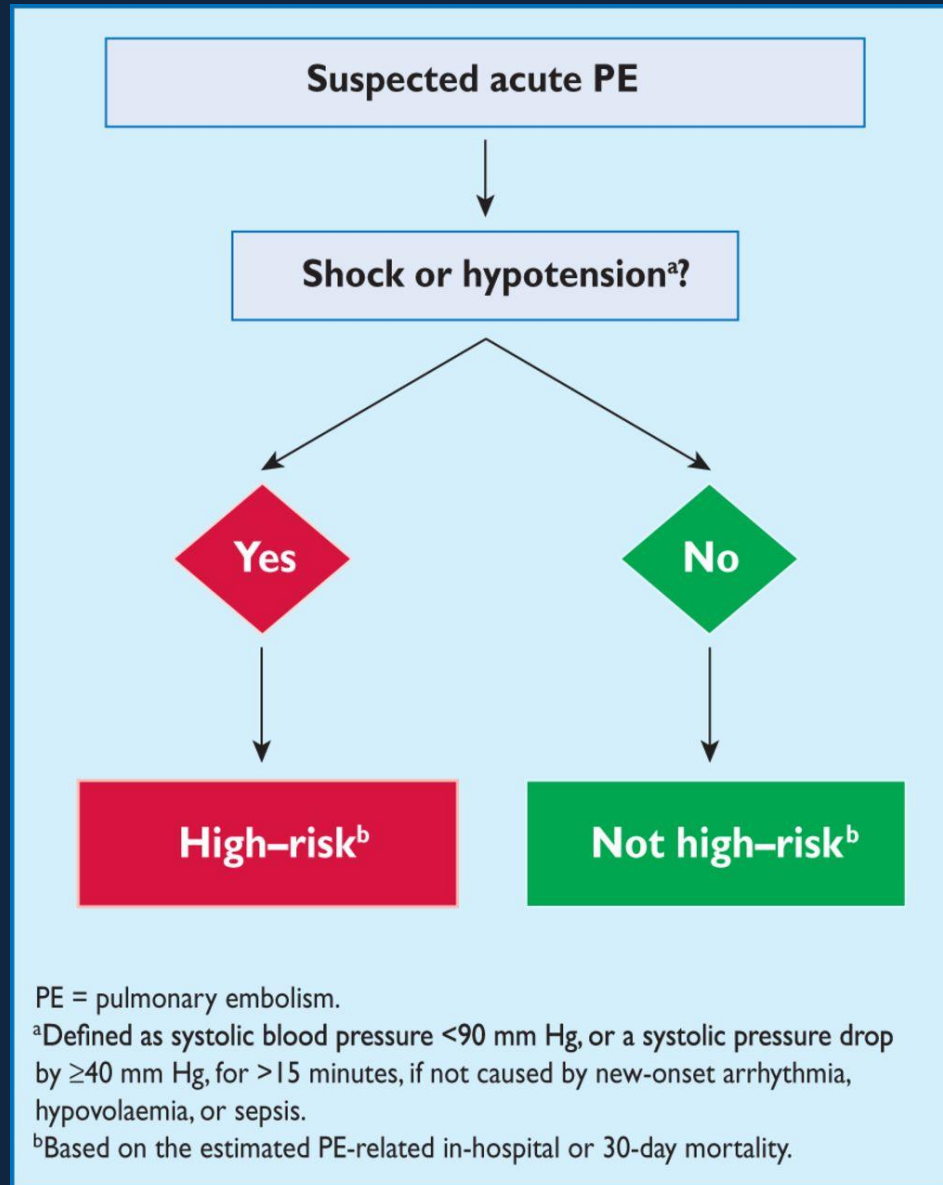 Suspected acute PE
Shock or hypotensionᵃ?
Yes
No
High–riskᵇ
Not high–riskᵇ
PE = pulmonary embolism.
ᵃDefined as systolic blood pressure <90 mm Hg, or a systolic pressure drop
by ≥40 mm Hg, for >15 minutes, if not caused by new-onset arrhythmia,
hypovolaemia, or sepsis.
ᵇBased on the estimated PE-related in-hospital or 30-day mortality.